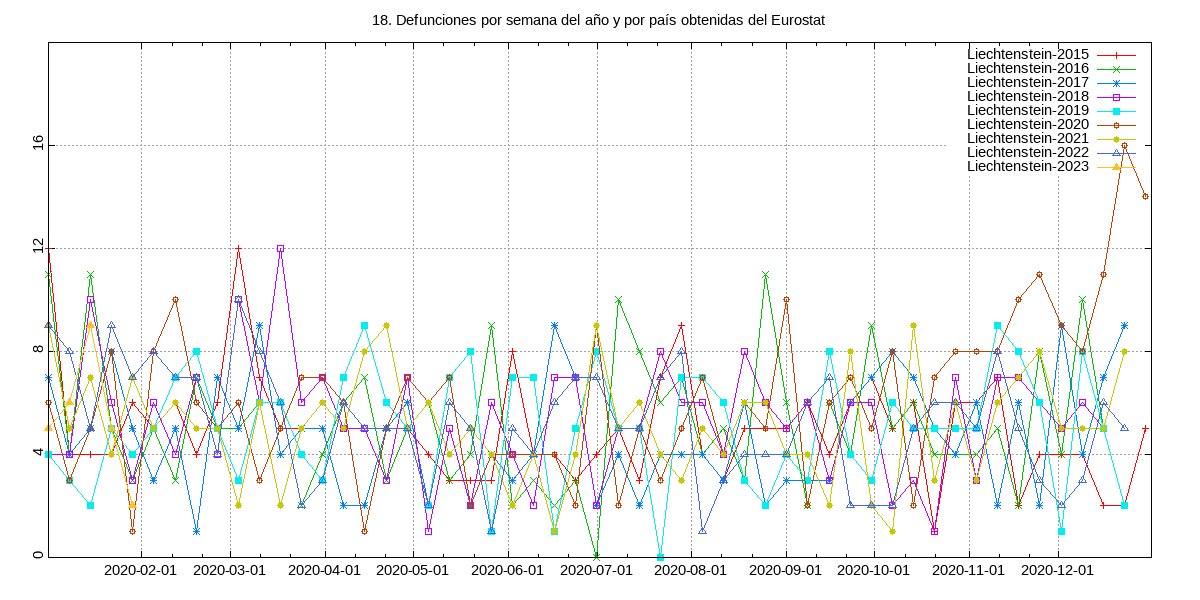 18. Defunciones por semana del año y por país obtenidas del Eurostat
Liechtenstein-2015
Liechtenstein-2016
Liechtenstein-2017
Liechtenstein-2018
Liechtenstein-2019
Liechtenstein-2020
Liechtenstein-2021
Liechtenstein-2022
Liechtenstein-2023
16
12
8
4
0
2020-02-01 2020-03-01 2020-04-01 2020-05-01 2020-06-01 2020-07-01 2020-08-01 2020-09-01 2020-10-01 2020-11-01 2020-12-01